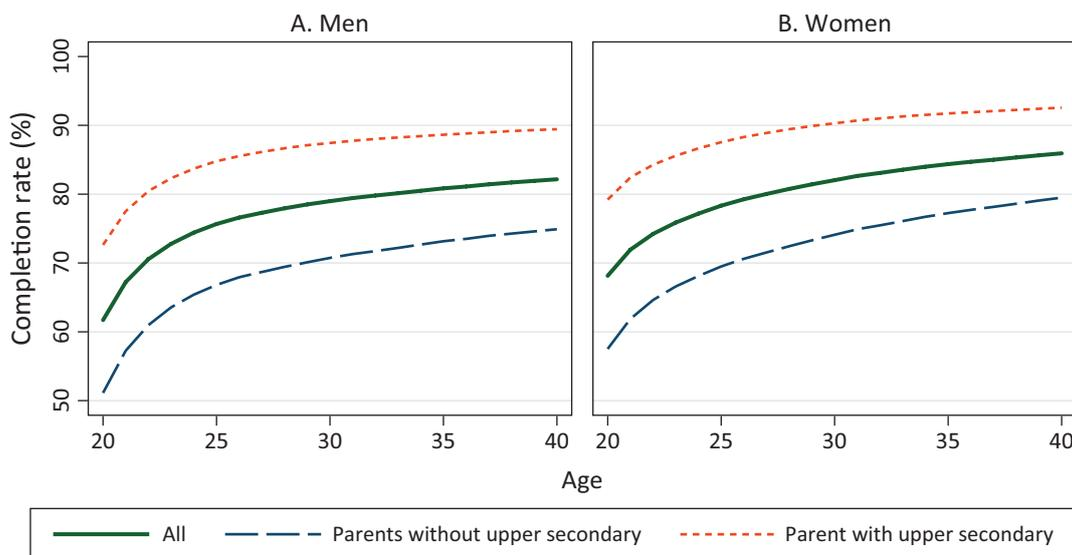 A. Men
B. Women
Completion rate (%)
100
90
80
70
60
50
20 25 30 35 40
20 25 30 35 40
Age
All
Parents without upper secondary
Parent with upper secondary